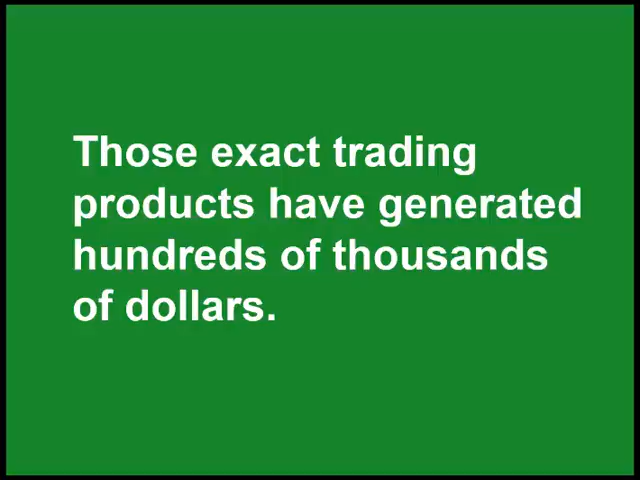 Those exact trading
products have generated
hundreds of thousands
of dollars.